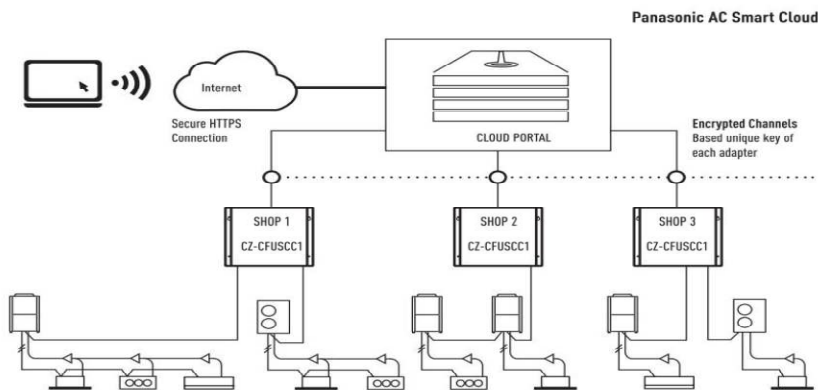 Panasonic AC Smart Cloud
Internet
Secure HTTPS
Connection
CLOUD PORTAL
Encrypted Channels
Based unique key of
each adapter
SHOP 1
CZ-CFUSCC1
SHOP 2
CZ-CFUSCC1
SHOP 3
CZ-CFUSCC1